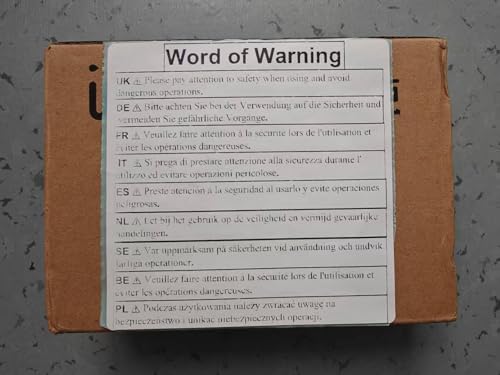 Word of Warning
UK ⚠ Please pay attention to safety when using and avoid
dangerous operations.
DE ⚠ Bitte achten Sie bei der Verwendung auf die Sicherheit und
vermeiden Sie gefährliche Vorgänge.
FR ⚠ Veuillez faire attention à la sécurité lors de l'utilisation et
éviter les opérations dangereuses.
IT ⚠ Si prega di prestare attenzione alla sicurezza durante l'
utilizzo ed evitare operazioni pericolose.
ES ⚠ Preste atención a la seguridad al usarlo y evite operaciones
peligrosas.
NL ⚠ Let bij het gebruik op de veiligheid en vermijd gevaarlijke
handelingen.
SE ⚠ Var uppmärksam på säkerheten vid användning och undvik
farliga operationer.
BE ⚠ Veuillez faire attention à la sécurité lors de l'utilisation et
éviter les opérations dangereuses.
PL ⚠ Podczas użytkowania należy zwracać uwagę na
bezpieczeństwo i unikać niebezpiecznych operacji.